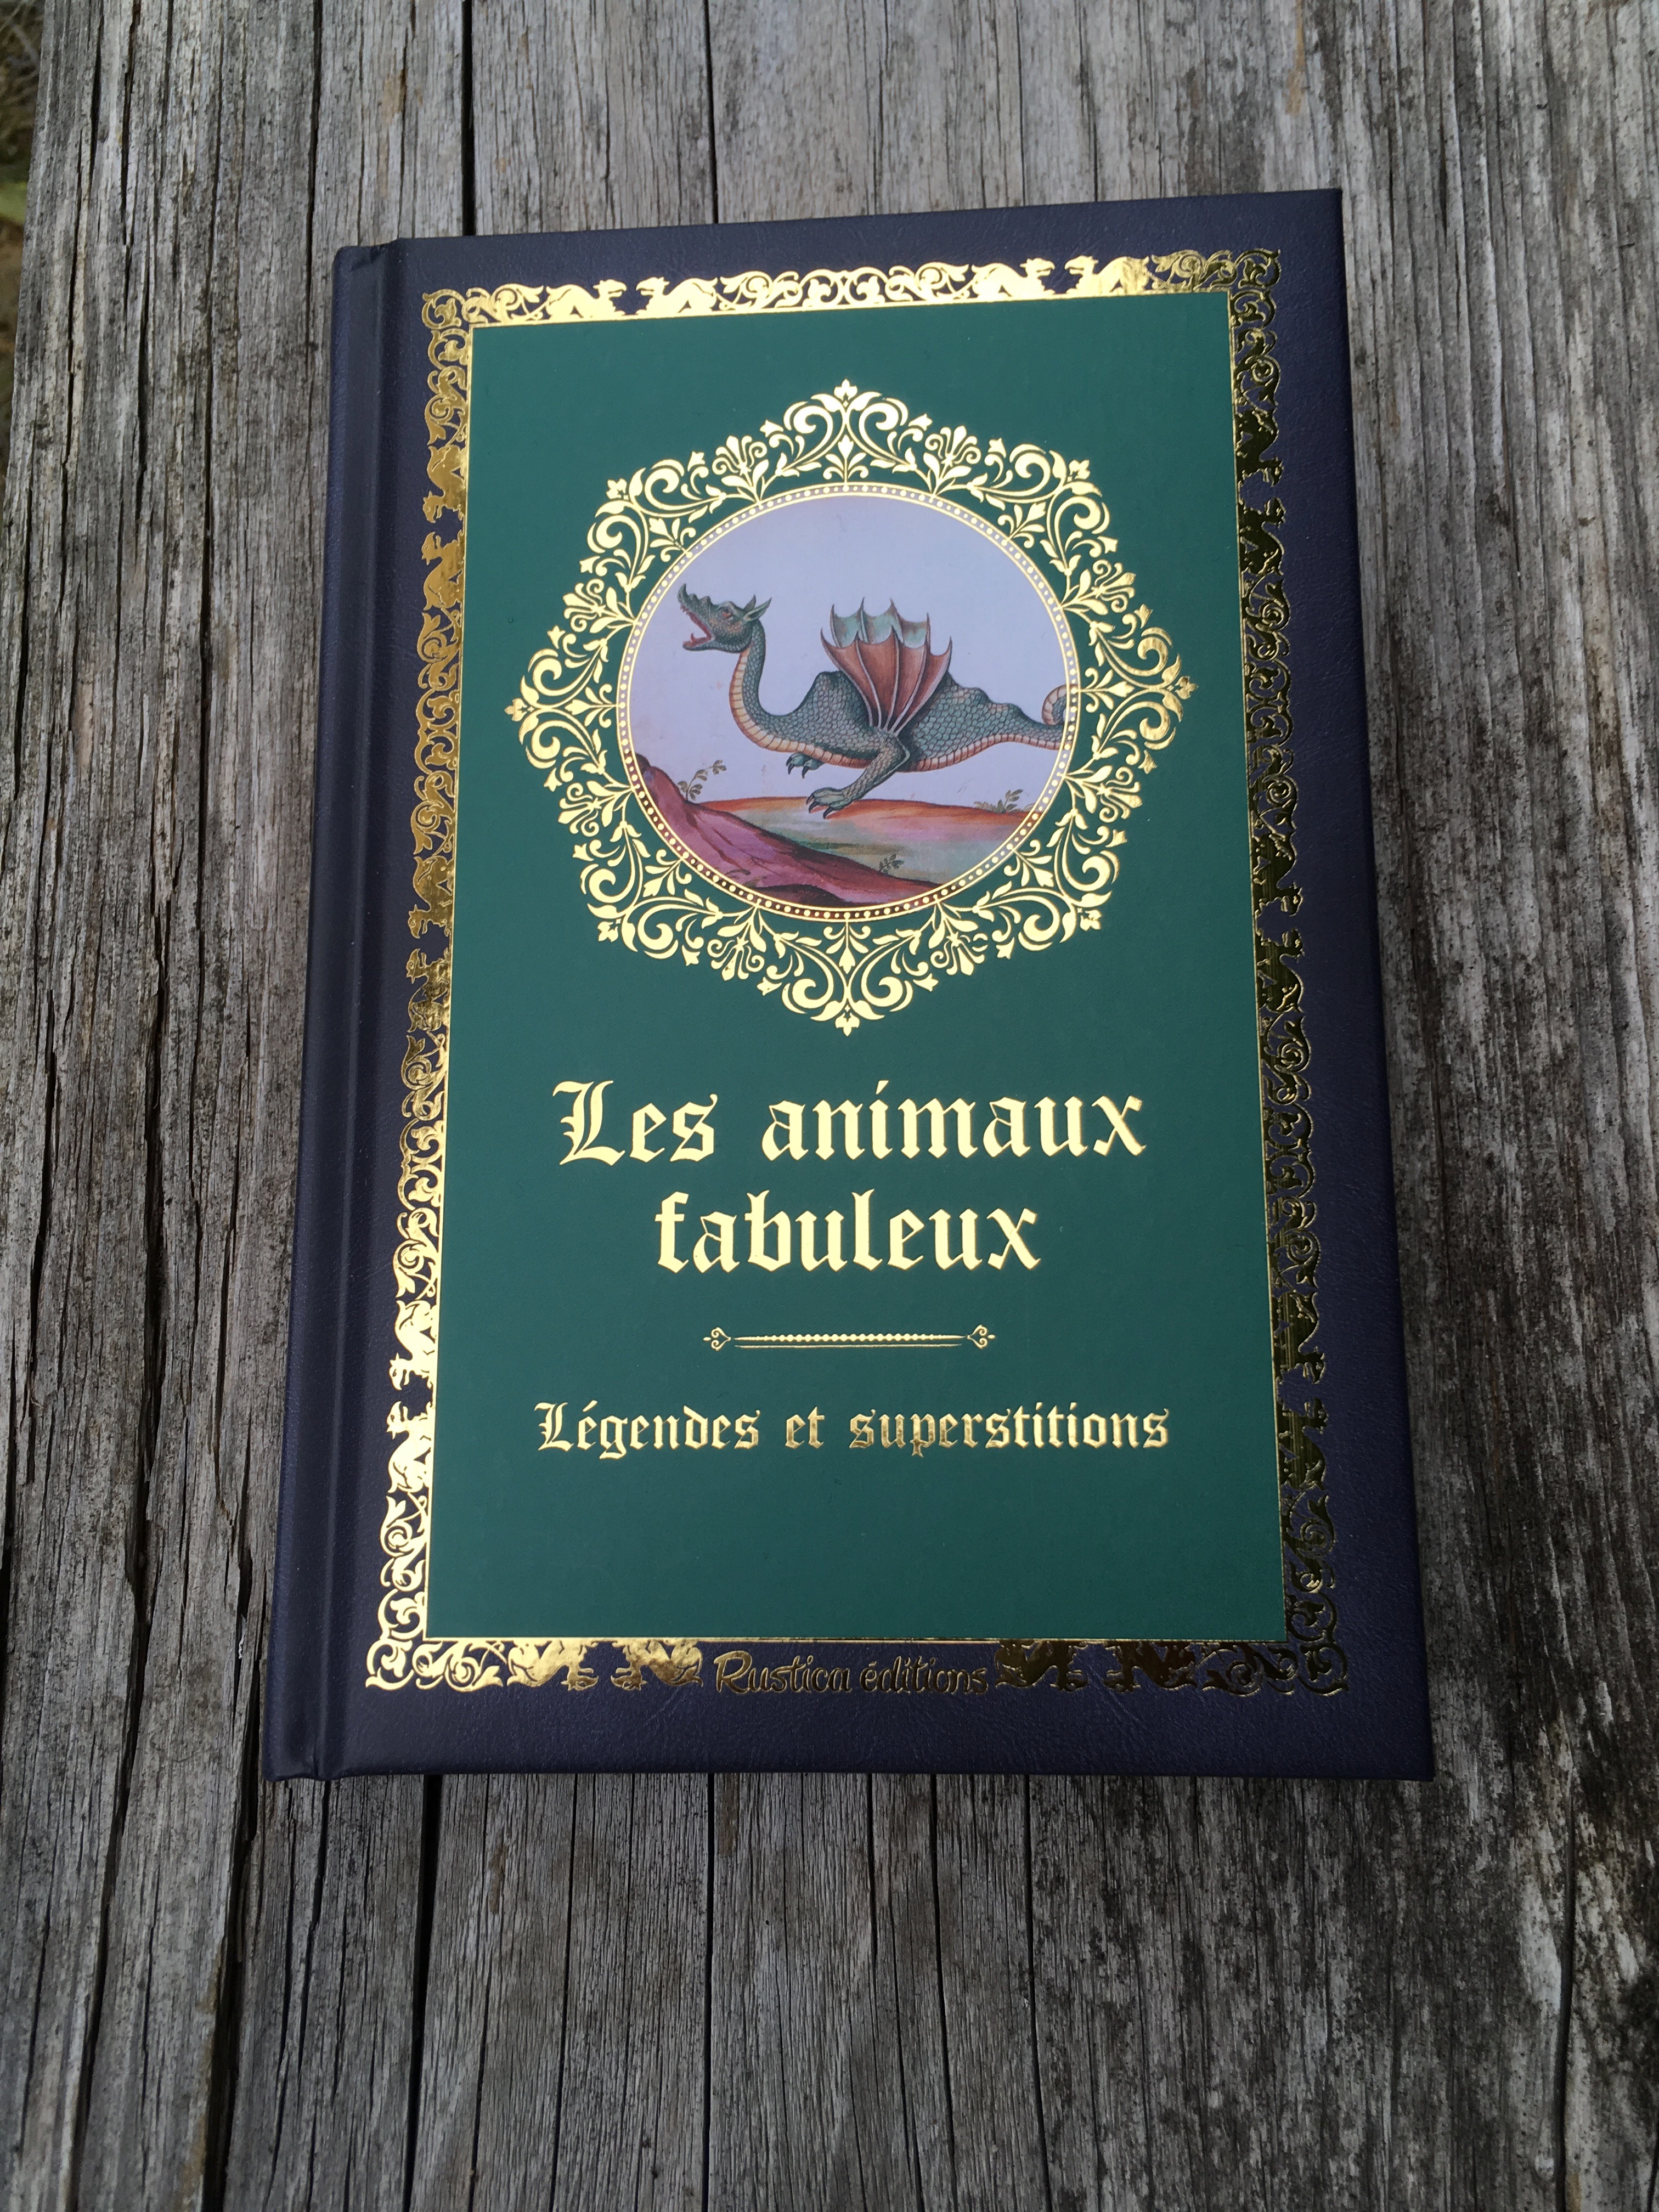 Les animaux
fabuleux
Légendes et superstitions
Rustica éditions